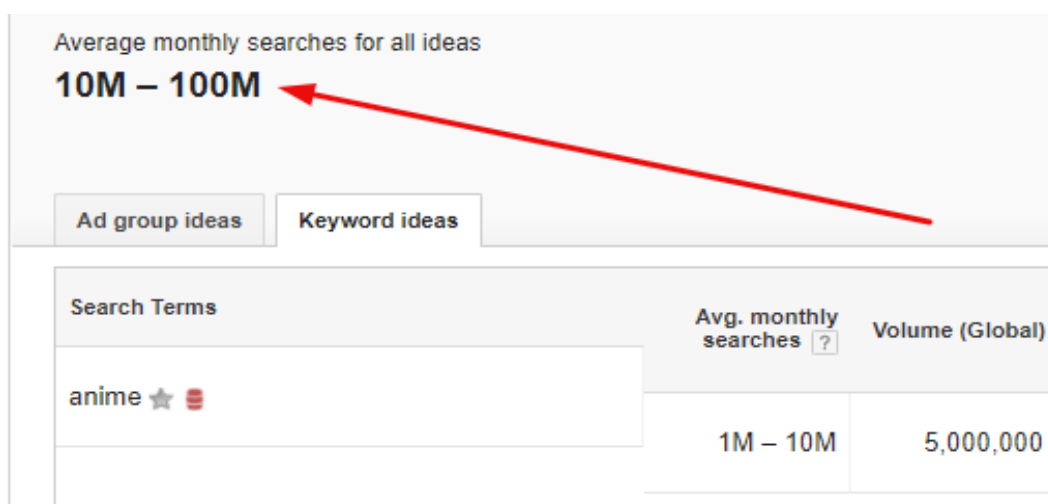 Average monthly searches for all ideas
10M – 100M
Ad group ideas
Keyword ideas
Search Terms
Avg. monthly
searches ?
Volume (Global)
anime
1M – 10M
5,000,000